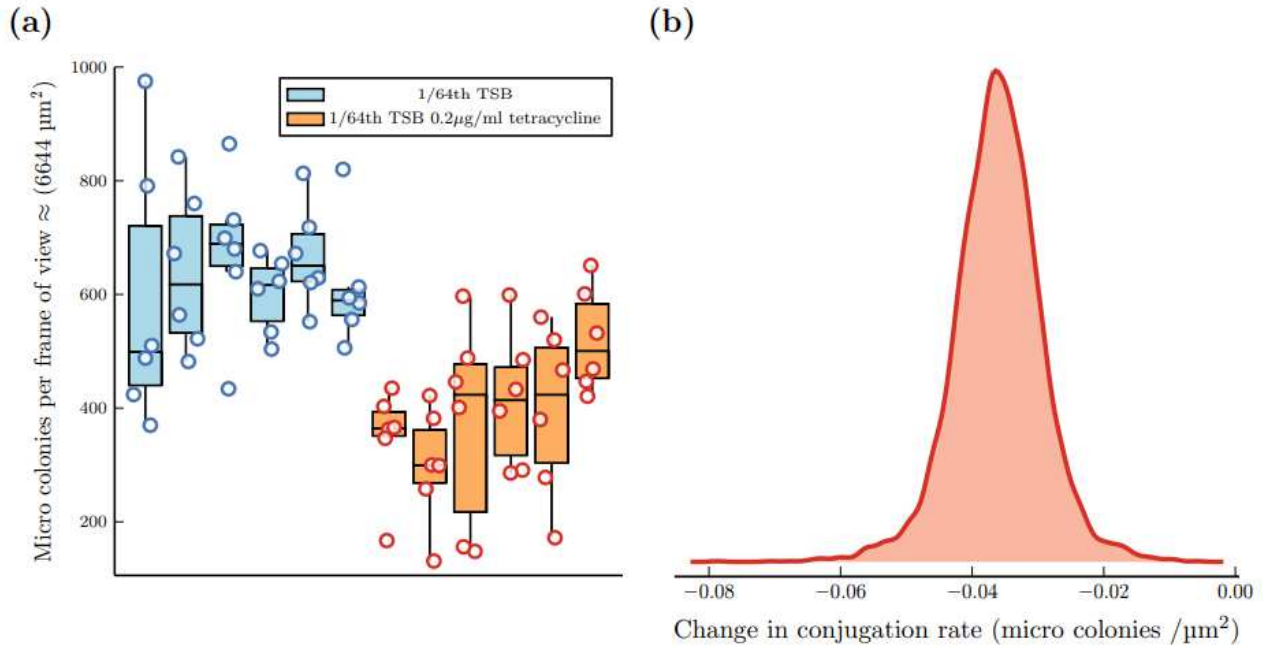 (a)
1000
800
600
400
200
Micro colonies per frame of view ≈ (6644 µm²)
1/64th TSB
1/64th TSB 0.2µg/ml tetracycline
(b)
−0.08
−0.06
−0.04
−0.02
0.00
Change in conjugation rate (micro colonies /µm²)